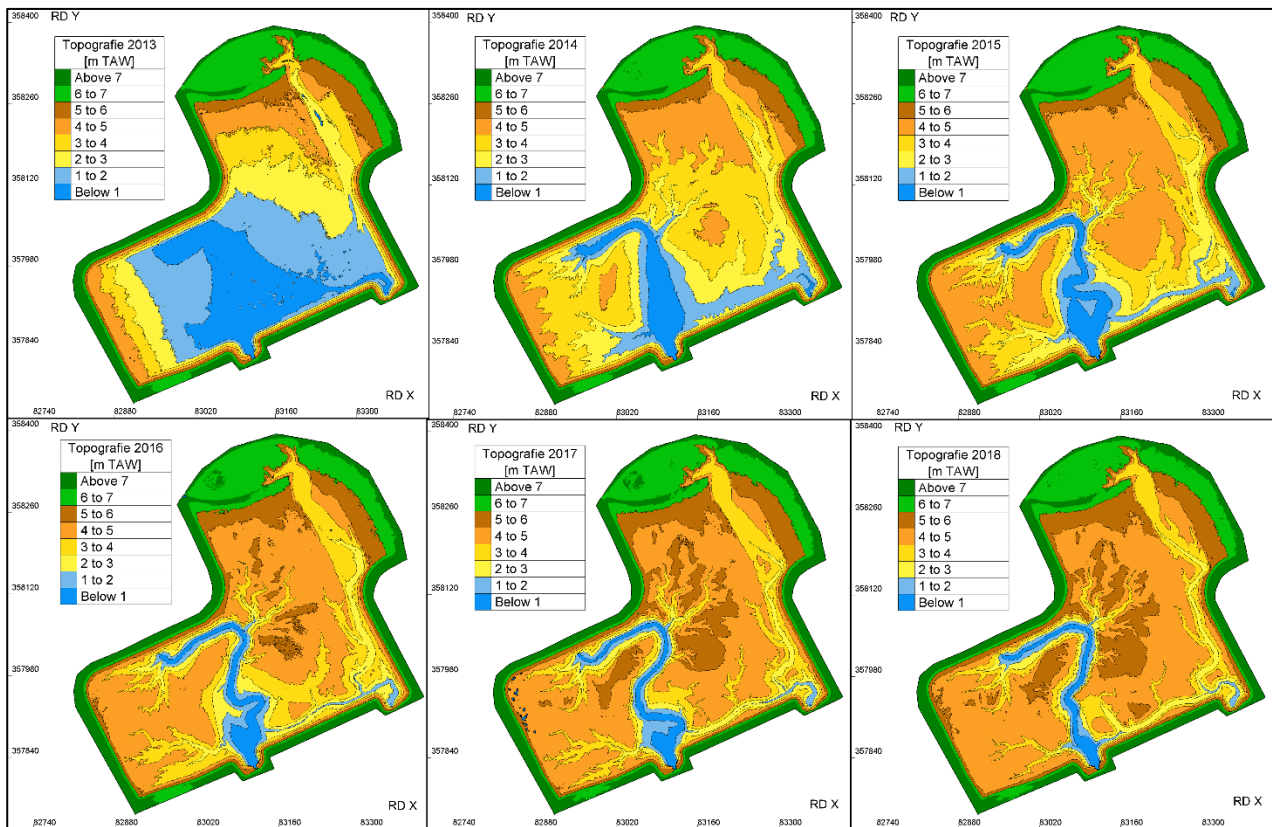 358400
RD Y
Topografie 2013
[m TAW]
Above 7
6 to 7
5 to 6
4 to 5
3 to 4
2 to 3
1 to 2
Below 1
358260
358120
357980
357840
RD X
82740
82880
83020
83160
83300
358400
RD Y
Topografie 2014
[m TAW]
Above 7
6 to 7
5 to 6
4 to 5
3 to 4
2 to 3
1 to 2
Below 1
358260
358120
357980
357840
RD X
82740
82880
83020
83160
83300
358400
RD Y
Topografie 2015
[m TAW]
Above 7
6 to 7
5 to 6
4 to 5
3 to 4
2 to 3
1 to 2
Below 1
358260
358120
357980
357840
RD X
82740
82880
83020
83160
83300
358400
RD Y
Topografie 2016
[m TAW]
Above 7
6 to 7
5 to 6
4 to 5
3 to 4
2 to 3
1 to 2
Below 1
358260
358120
357980
357840
RD X
82740
82880
83020
83160
83300
358400
RD Y
Topografie 2017
[m TAW]
Above 7
6 to 7
5 to 6
4 to 5
3 to 4
2 to 3
1 to 2
Below 1
358260
358120
357980
357840
RD X
82740
82880
83020
83160
83300
358400
RD Y
Topografie 2018
[m TAW]
Above 7
6 to 7
5 to 6
4 to 5
3 to 4
2 to 3
1 to 2
Below 1
358260
358120
357980
357840
RD X
82740
82880
83020
83160
83300